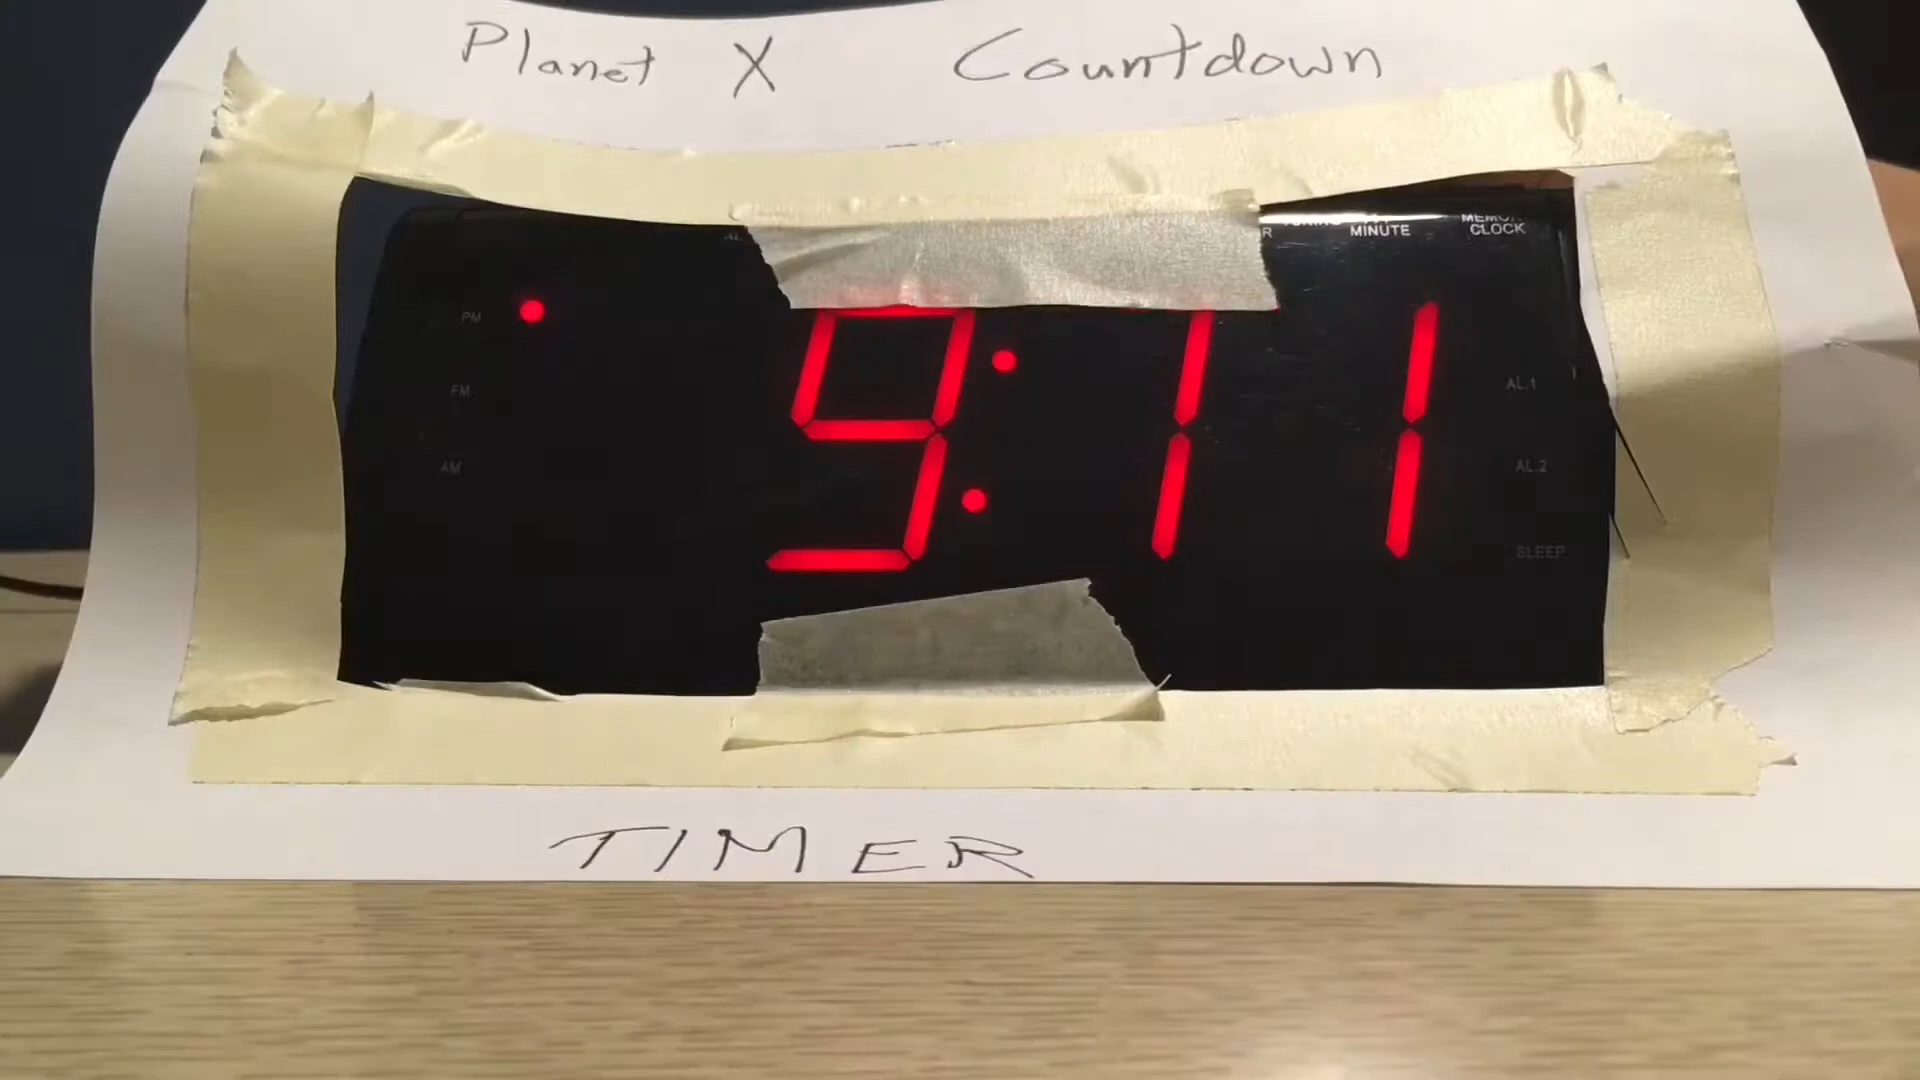 Planet X Countdown
MINUTE CLOCK
PM
9:11
FM
AL.1
AM
AL.2
SLEEP
TIMER